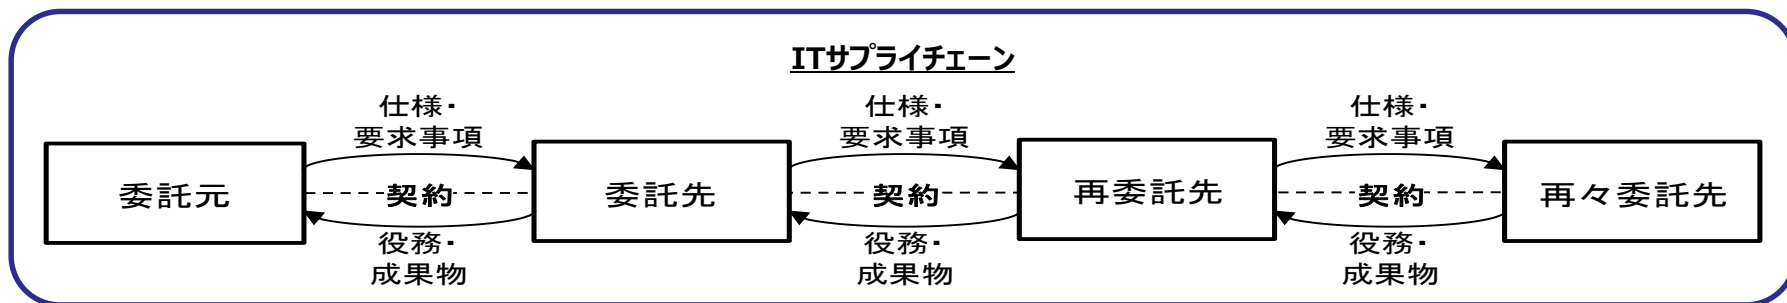 ITサプライチェーン
仕様・
要求事項
仕様・
要求事項
仕様・
要求事項
委託元
契約
委託先
契約
再委託先
契約
再々委託先
役務・
成果物
役務・
成果物
役務・
成果物